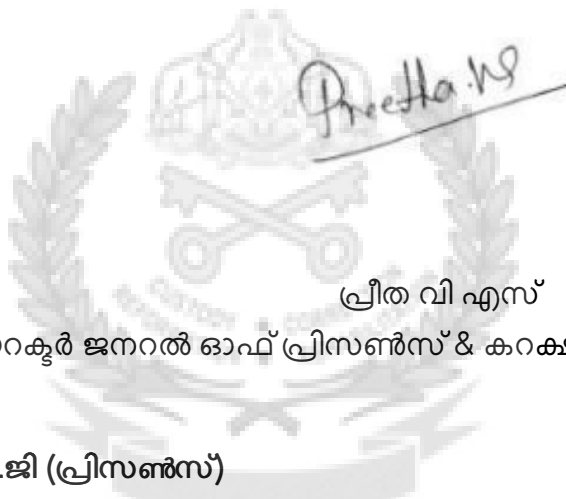 Preetha.VS
പ്രീത വി എസ്
റക്ടർ ജനറൽ ഓഫ് പ്രിസൺസ് & കറക്ഷ
.ജി (പ്രിസൺസ്)